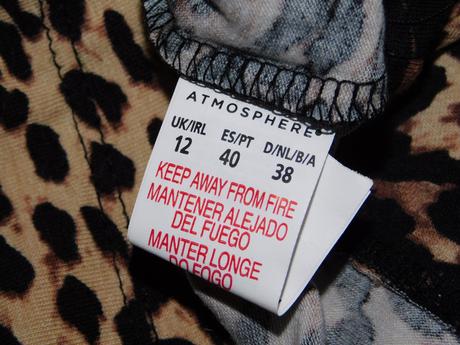 ATMOSPHERE
UK/IRL ES/PT D/NL/B/A
12 40 38
KEEP AWAY FROM FIRE
MANTENER ALEJADO
DEL FUEGO
MANTER LONGE
DO FOGO